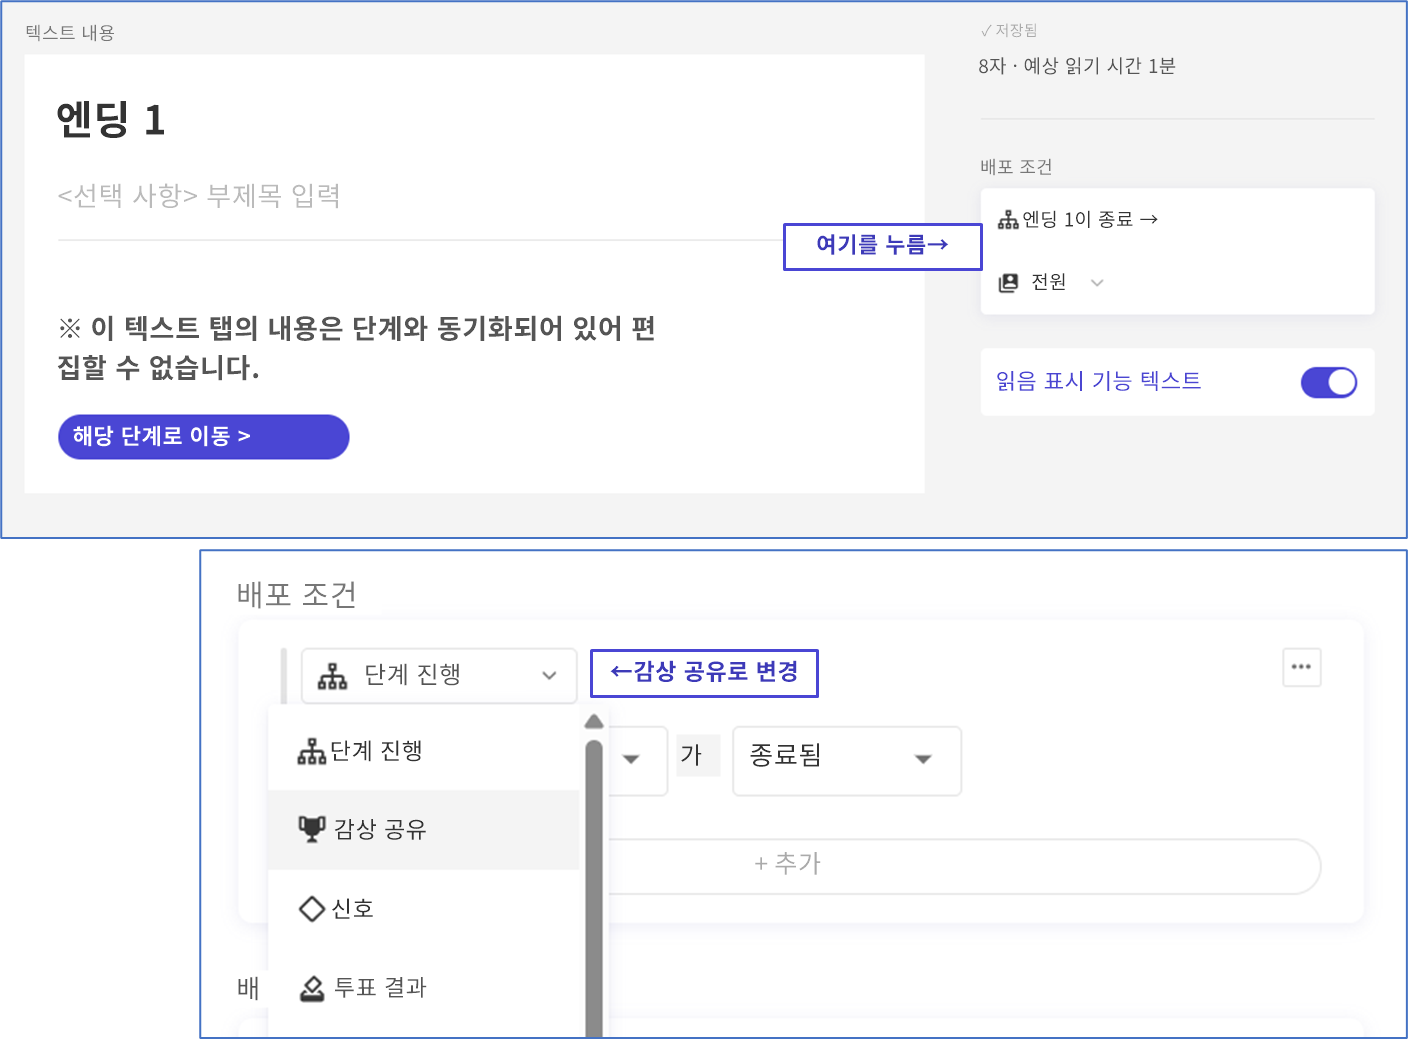 텍스트 내용
✓저장됨
8자 · 예상 읽기 시간 1분
엔딩 1
<선택 사항> 부제목 입력
배포 조건
엔딩 1이 종료 →
여기를 누름→
전원
※ 이 텍스트 탭의 내용은 단계와 동기화되어 있어 편
집할 수 없습니다.
읽음 표시 기능 텍스트
해당 단계로 이동 >
배포 조건
단계 진행
←감상 공유로 변경
단계 진행
가
종료됨
감상 공유
+ 추가
신호
배
투표 결과